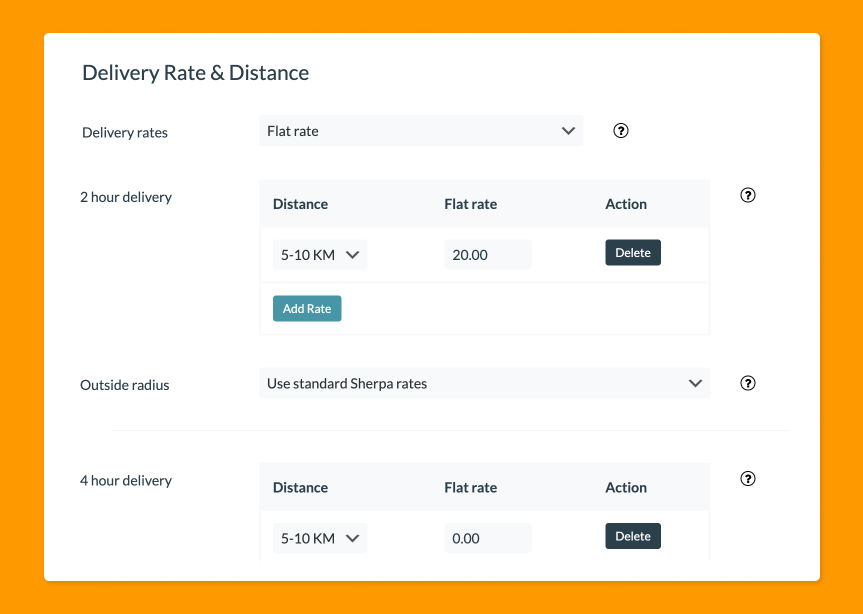 Delivery Rate & Distance
Delivery rates Flat rate ?
2 hour delivery ?
Distance Flat rate Action
5-10 KM 20.00 Delete
Add Rate
Outside radius Use standard Sherpa rates ?
4 hour delivery ?
Distance Flat rate Action
5-10 KM 0.00 Delete